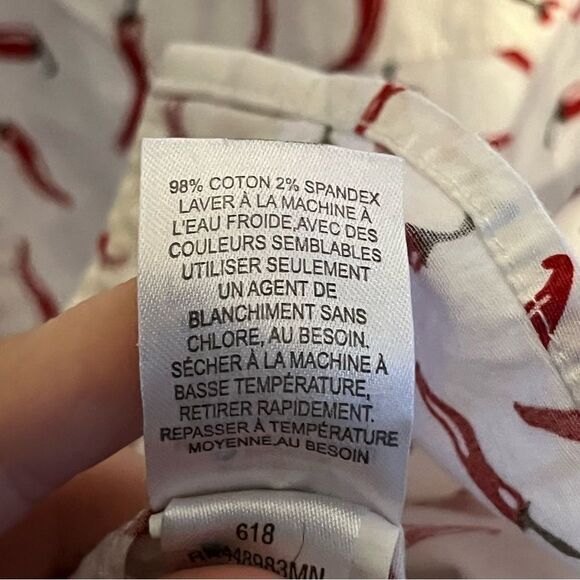 98% COTON 2% SPANDEX
LAVER À LA MACHINE À
L'EAU FROIDE,AVEC DES
COULEURS SEMBLABLES
UTILISER SEULEMENT
UN AGENT DE
BLANCHIMENT SANS
CHLORE, AU BESOIN.
SÉCHER À LA MACHINE À
BASSE TEMPÉRATURE,
RETIRER RAPIDEMENT.
REPASSER À TEMPÉRATURE
MOYENNE,AU BESOIN
618